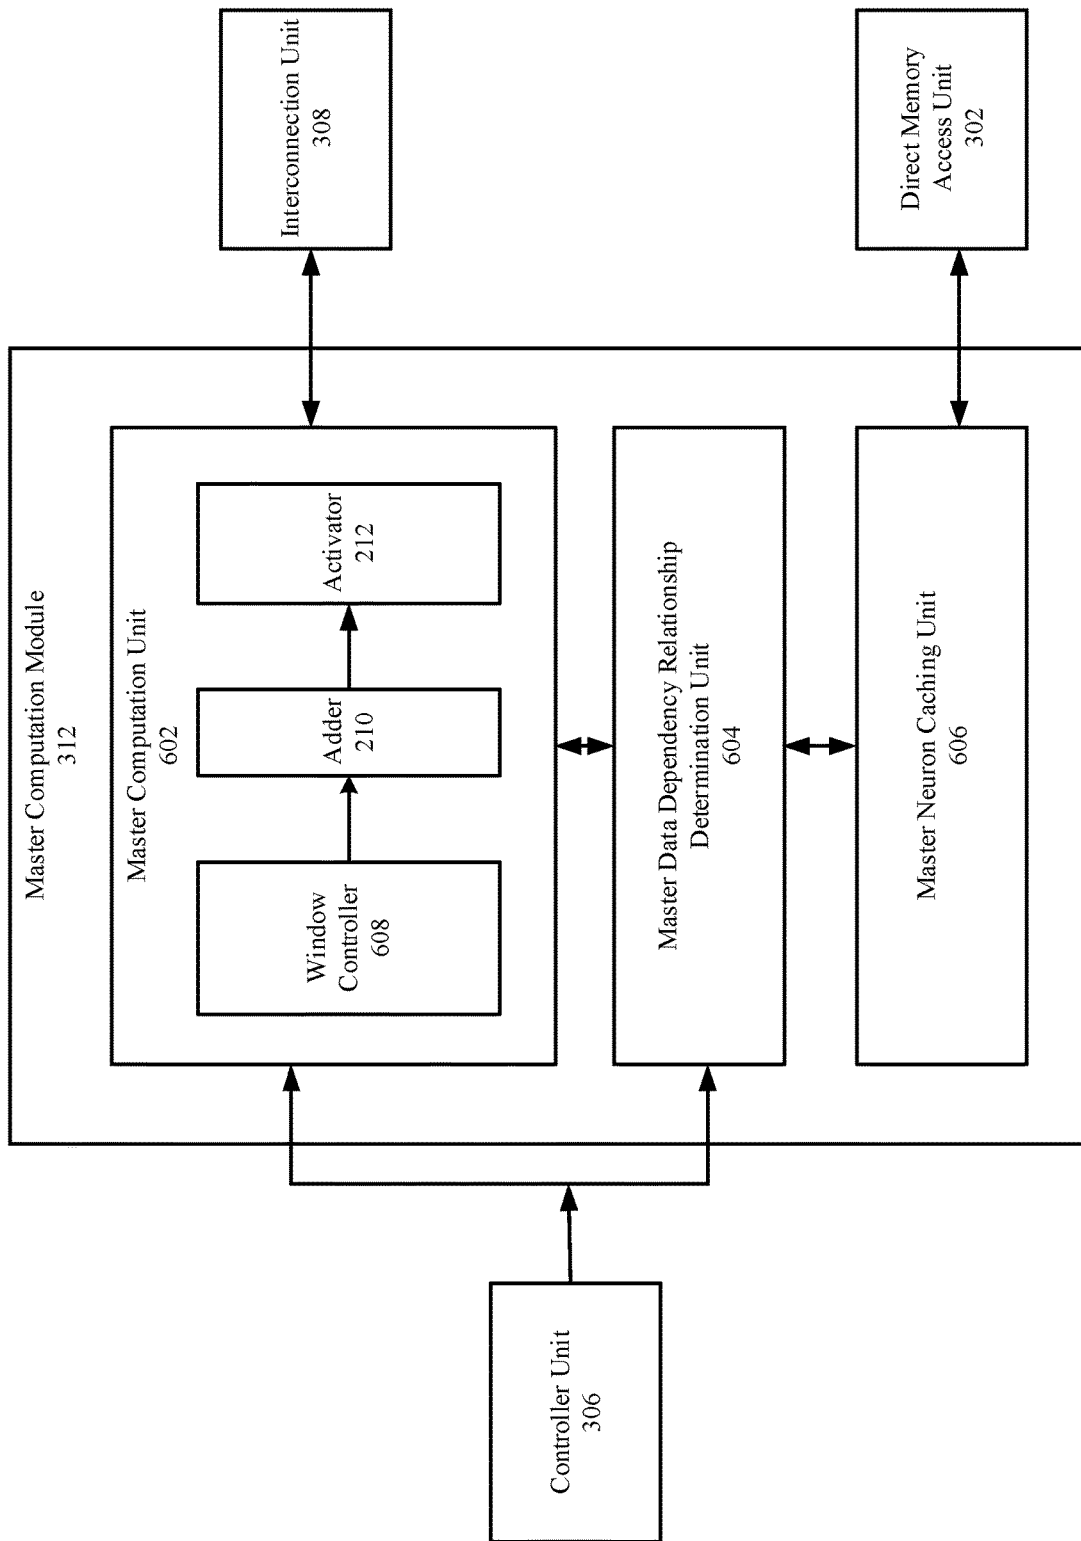 Master Computation Module
312
Master Computation Unit
602
Window
Controller
608
Adder
210
Activator
212
Interconnection Unit
308
Controller Unit
306
Master Data Dependency Relationship
Determination Unit
604
Master Neuron Caching Unit
606
Direct Memory
Access Unit
302